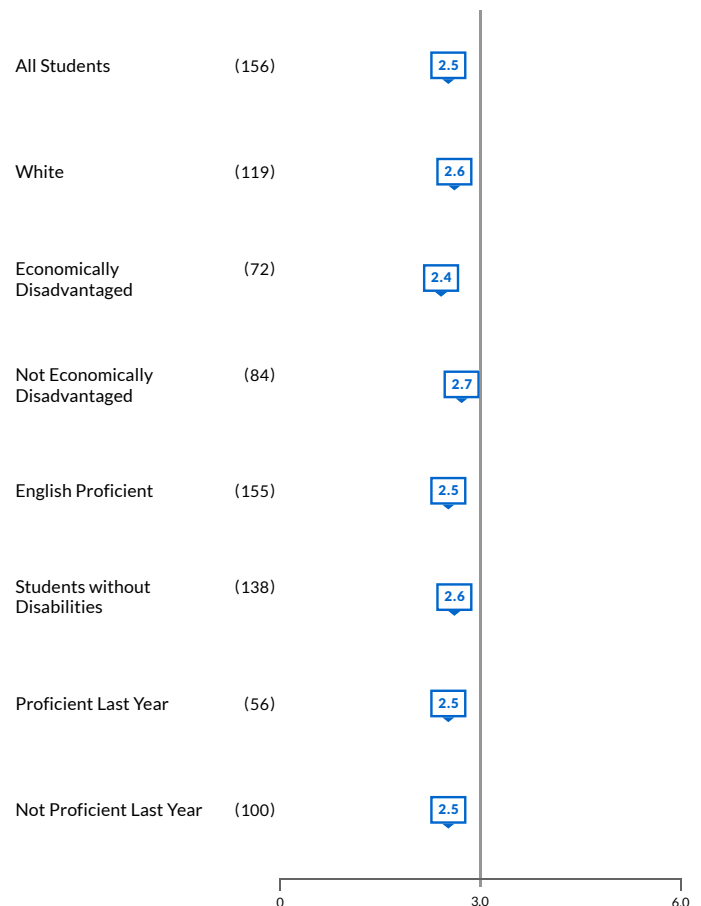 All Students (156) 2.5
White (119) 2.6
Economically (72) 2.4
Disadvantaged
Not Economically (84) 2.7
Disadvantaged
English Proficient (155) 2.5
Students without (138) 2.6
Disabilities
Proficient Last Year (56) 2.5
Not Proficient Last Year (100) 2.5
0 3.0 6.0